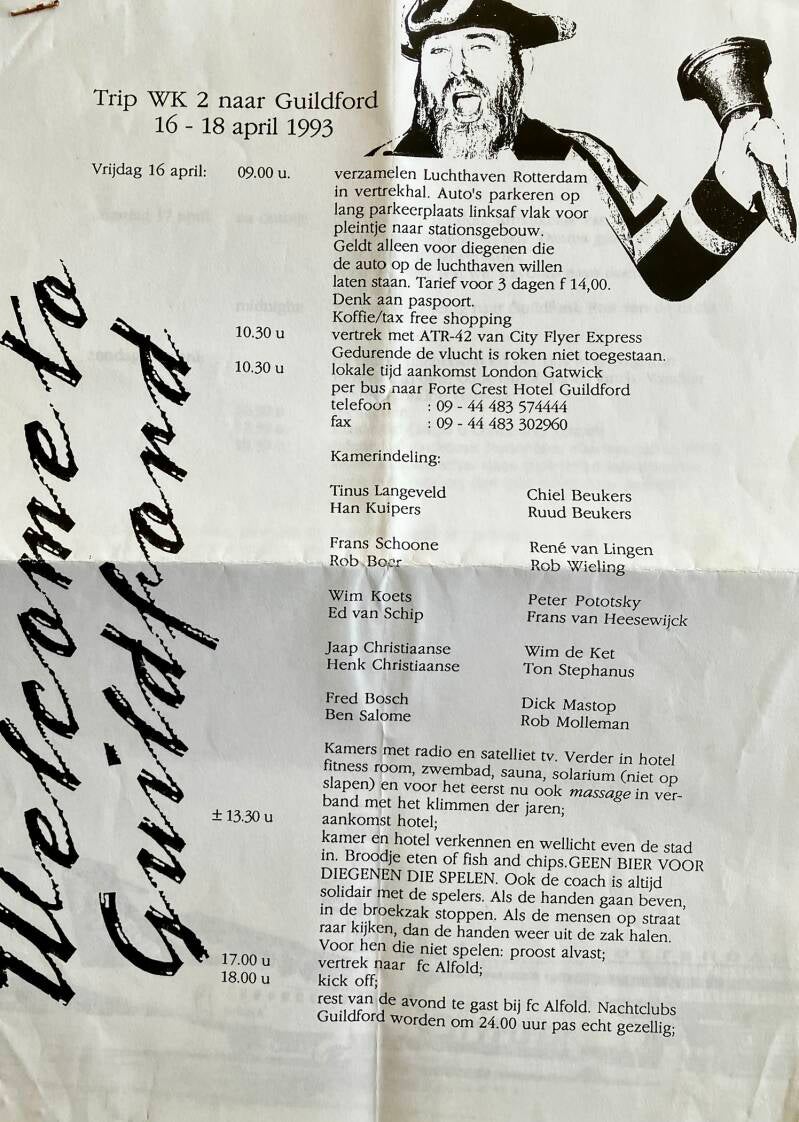 Welcome to
Guildford
Trip WK 2 naar Guildford
16 - 18 april 1993
Vrijdag 16 april: 09.00 u. verzamelen Luchthaven Rotterdam
in vertrekhal. Auto's parkeren op
lang parkeerplaats linksaf vlak voor
pleintje naar stationsgebouw.
Geldt alleen voor diegenen die
de auto op de luchthaven willen
laten staan. Tarief voor 3 dagen f 14,00.
Denk aan paspoort.
Koffie/tax free shopping
10.30 u vertrek met ATR-42 van City Flyer Express
Gedurende de vlucht is roken niet toegestaan.
10.30 u lokale tijd aankomst London Gatwick
per bus naar Forte Crest Hotel Guildford
telefoon : 09 - 44 483 574444
fax : 09 - 44 483 302960
Kamerindeling:
Tinus Langeveld Chiel Beukers
Han Kuipers Ruud Beukers
Frans Schoone René van Lingen
Rob Boer Rob Wieling
Wim Koets Peter Pototsky
Ed van Schip Frans van Heesewijck
Jaap Christiaanse Wim de Ket
Henk Christiaanse Ton Stephanus
Fred Bosch Dick Mastop
Ben Salome Rob Molleman
Kamers met radio en satelliet tv. Verder in hotel
fitness room, zwembad, sauna, solarium (niet op
slapen) en voor het eerst nu ook massage in ver-
band met het klimmen der jaren;
± 13.30 u aankomst hotel;
kamer en hotel verkennen en wellicht even de stad
in. Broodje eten of fish and chips.GEEN BIER VOOR
DIEGENEN DIE SPELEN. Ook de coach is altijd
solidair met de spelers. Als de handen gaan beven,
in de broekzak stoppen. Als de mensen op straat
raar kijken, dan de handen weer uit de zak halen.
Voor hen die niet spelen: proost alvast;
17.00 u vertrek naar fc Alfold;
18.00 u kick off;
rest van de avond te gast bij fc Alfold. Nachtclubs
Guildford worden om 24.00 uur pas echt gezellig;